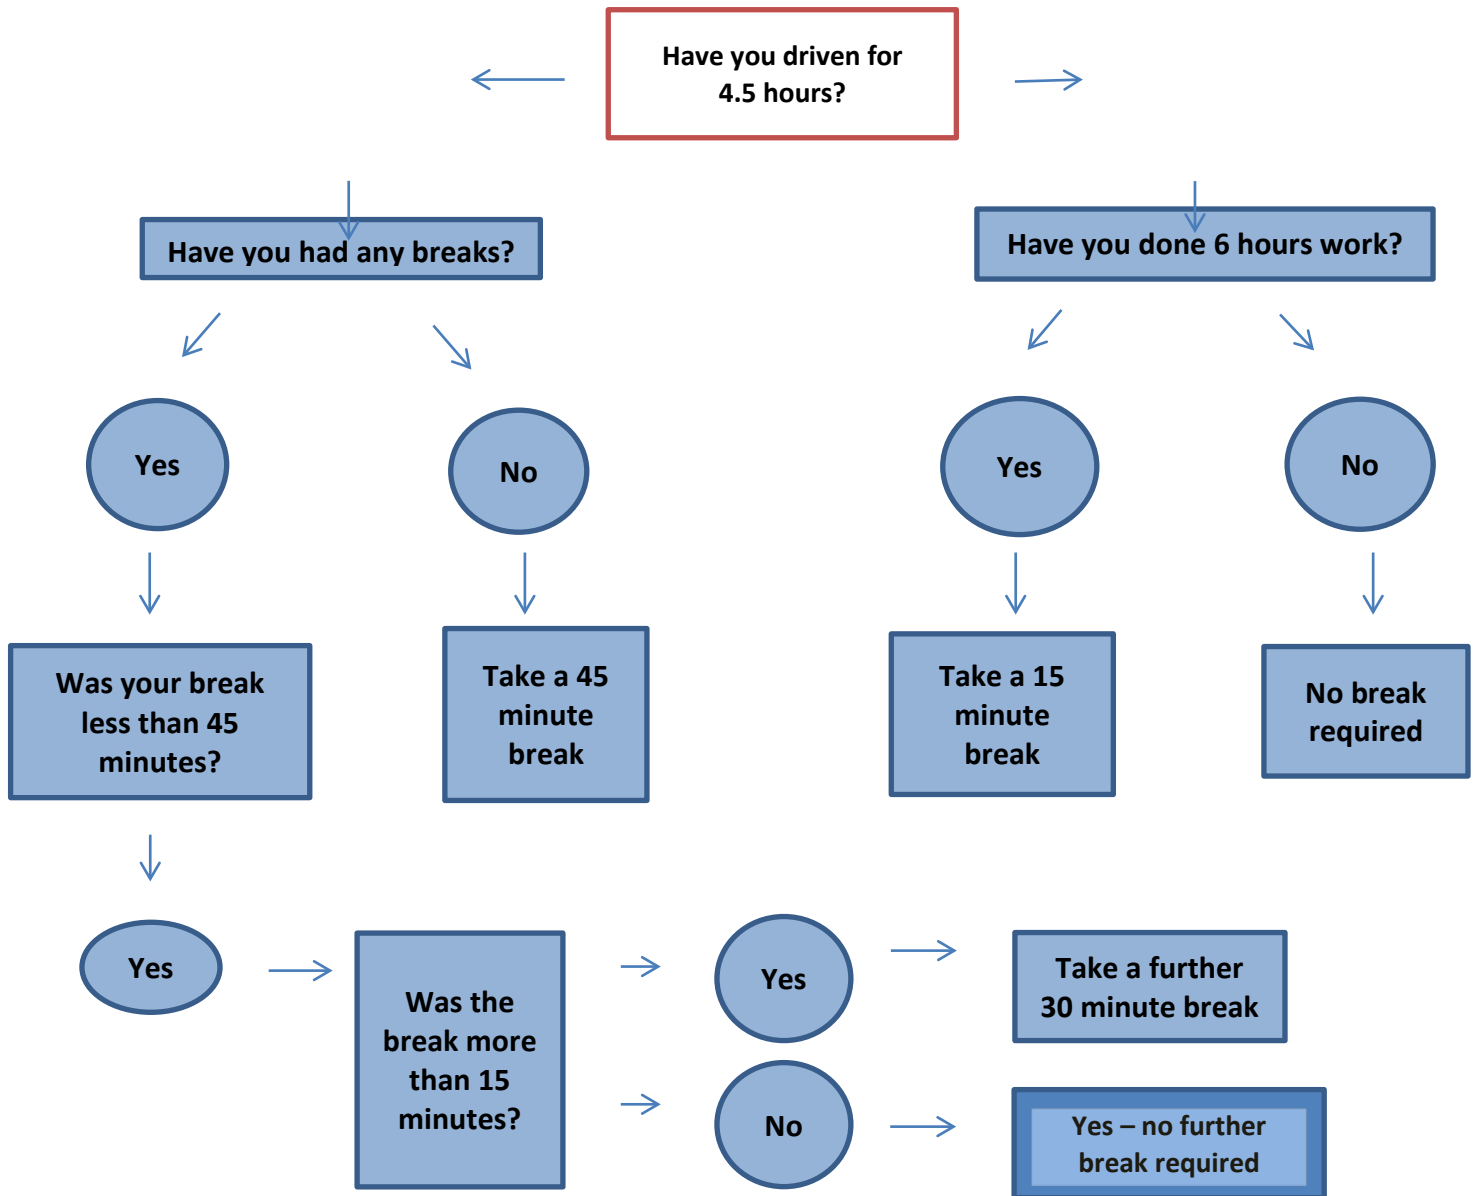 Have you driven for
4.5 hours?
Have you had any breaks?
Have you done 6 hours work?
Yes
No
Yes
No
Was your break
less than 45
minutes?
Take a 45
minute
break
Take a 15
minute
break
No break
required
Yes
Was the
break more
than 15
minutes?
Yes
Take a further
30 minute break
No
Yes – no further
break required